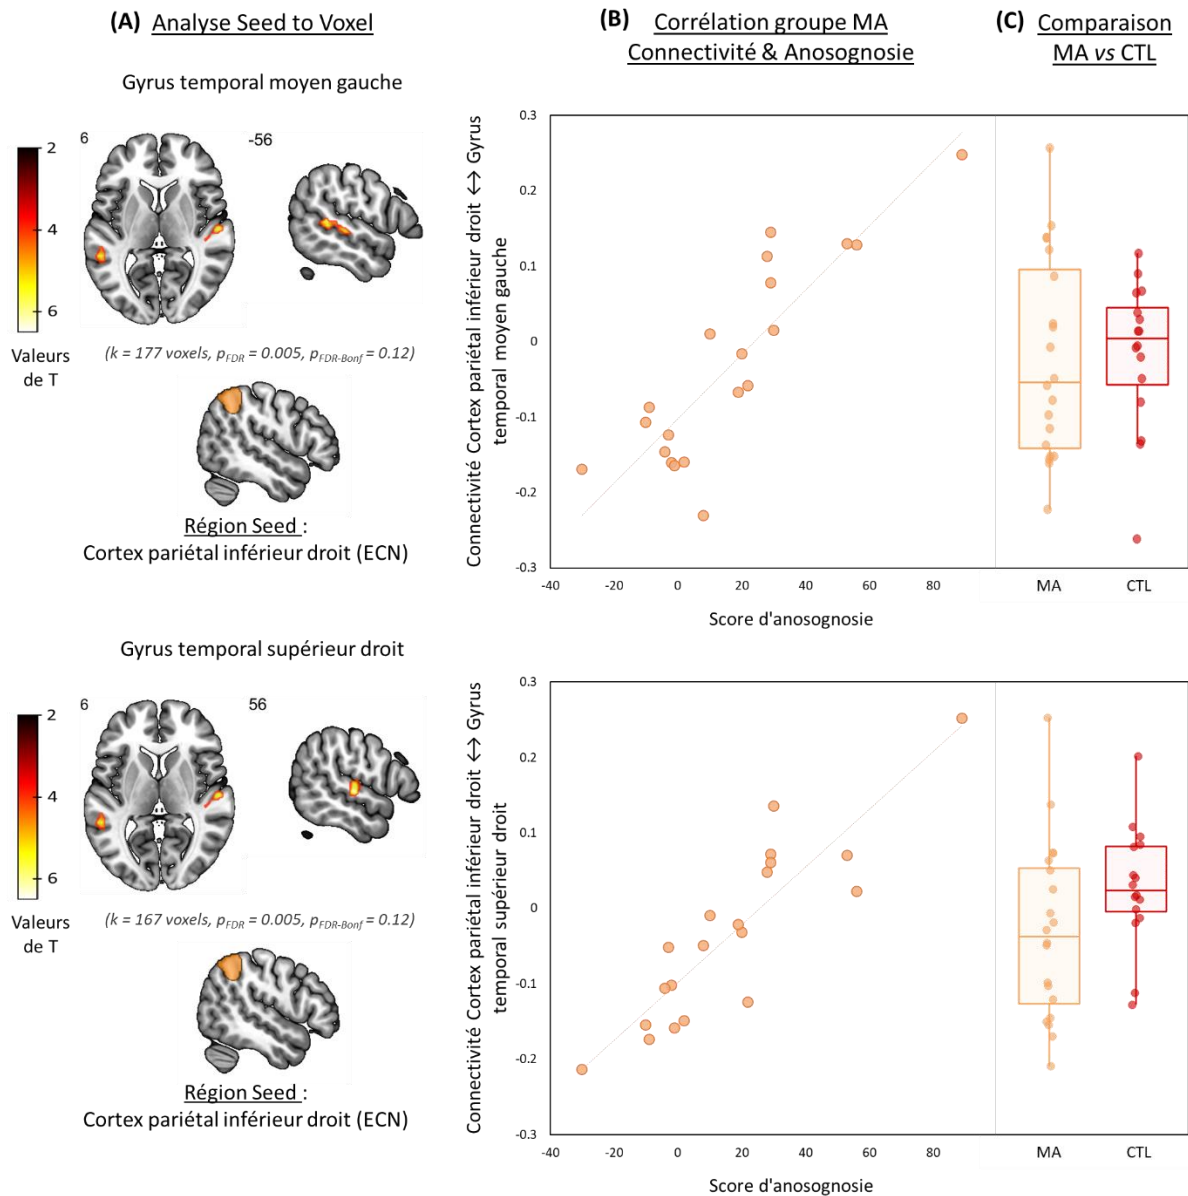 (A) Analyse Seed to Voxel
(B) Corrélation groupe MA
Connectivité & Anosognosie
(C) Comparaison
MA vs CTL
Gyrus temporal moyen gauche
6
-56
2
4
6
Valeurs
de T
(k = 177 voxels, pFDR = 0.005, pFDR-Bonf = 0.12)
Région Seed :
Cortex pariétal inférieur droit (ECN)
Connectivité Cortex pariétal inférieur droit ↔ Gyrus
temporal moyen gauche
0.3
0.2
0.1
0
-0.1
-0.2
-0.3
-40
-20
0
20
40
60
80
MA
CTL
Score d'anosognosie
Gyrus temporal supérieur droit
6
56
2
4
6
Valeurs
de T
(k = 167 voxels, pFDR = 0.005, pFDR-Bonf = 0.12)
Région Seed :
Cortex pariétal inférieur droit (ECN)
Connectivité Cortex pariétal inférieur droit ↔ Gyrus
temporal supérieur droit
0.3
0.2
0.1
0
-0.1
-0.2
-0.3
-40
-20
0
20
40
60
80
MA
CTL
Score d'anosognosie